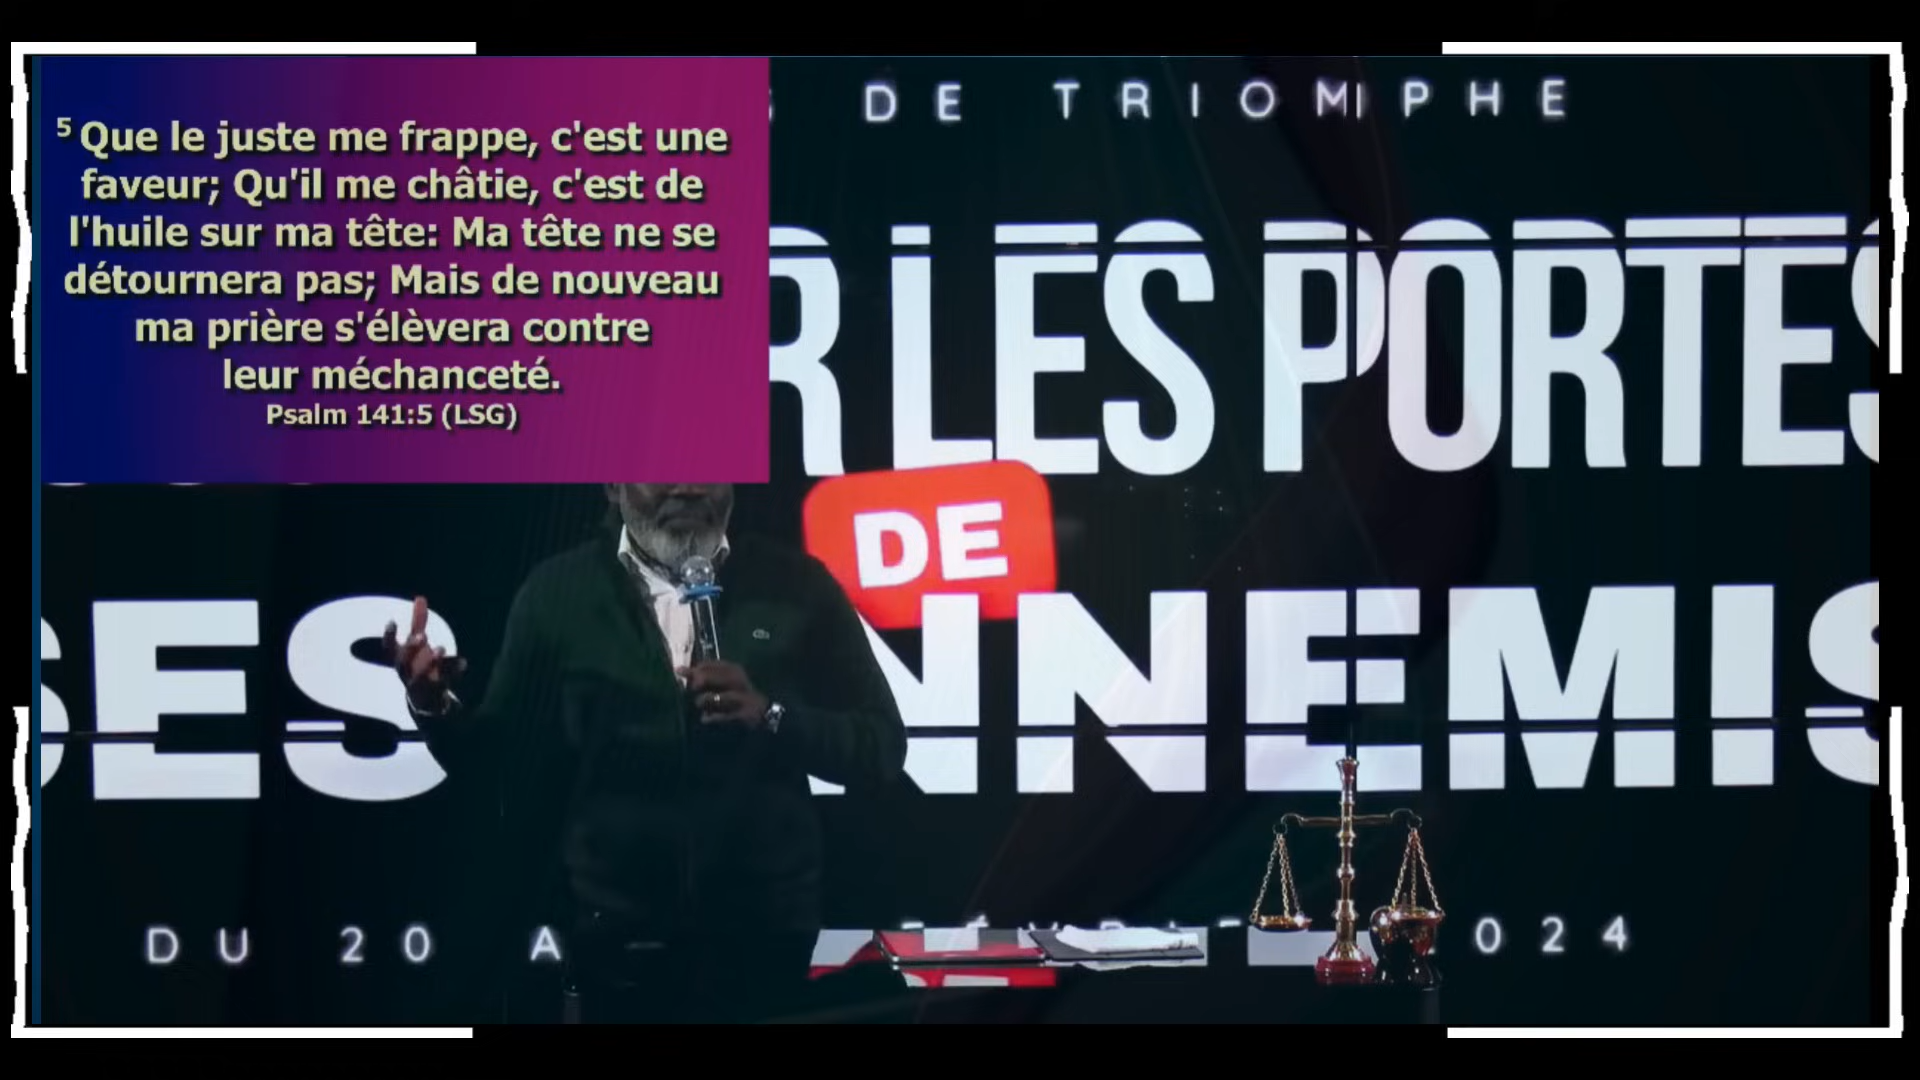 5 Que le juste me frappe, c'est une
faveur; Qu'il me châtie, c'est de
l'huile sur ma tête: Ma tête ne se
détournera pas; Mais de nouveau
ma prière s'élèvera contre
leur méchanceté.
Psalm 141:5 (LSG)
DE TRIOMPHE
LES PORTES
DE
SES NNEMIS
DU 20 A 024